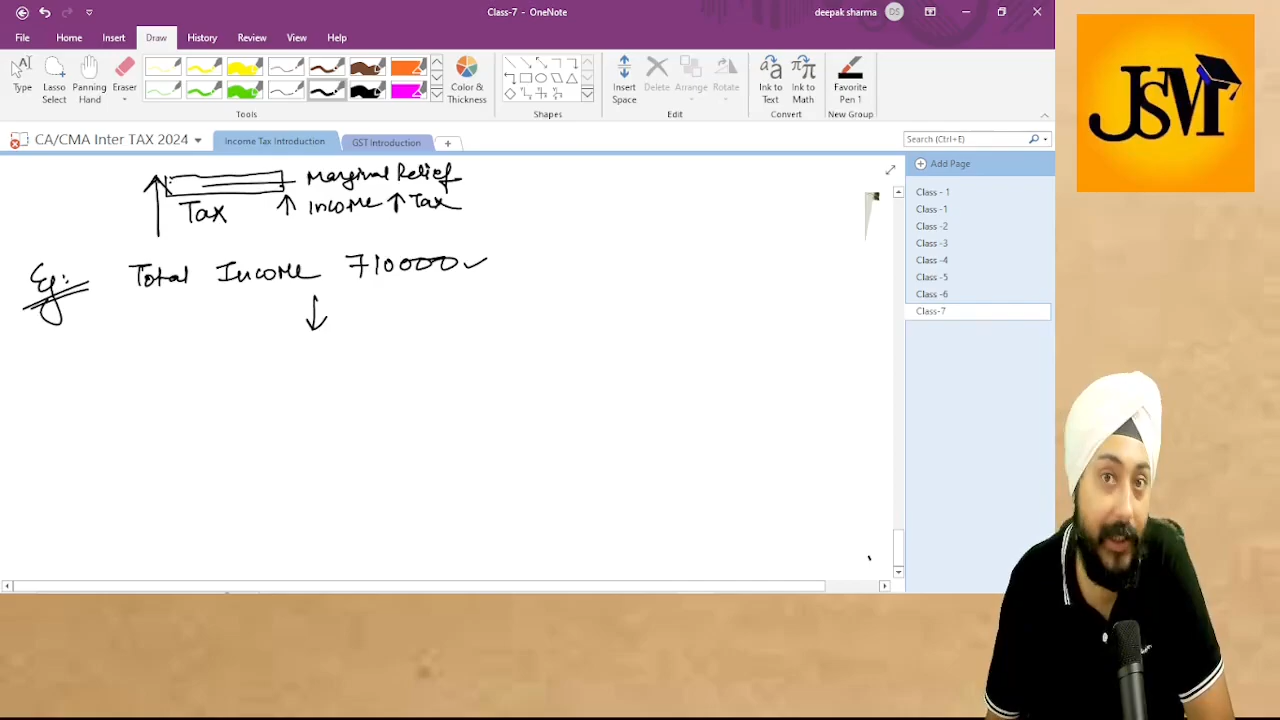 Class-7 - OneNote
deepak sharma DS
File Home Insert Draw History Review View Help
Type
Lasso Select
Panning Hand
Eraser
Color & Thickness
Insert Space
Delete
Arrange
Rotate
Ink to Text
Ink to Math
Favorite Pen 1
Tools Shapes Edit Convert New Group
CA/CMA Inter TAX 2024
Income Tax Introduction
GST Introduction
Search (Ctrl+E)
Add Page
Class - 1
Class -1
Class -2
Class -3
Class -4
Class -5
Class -6
Class-7
Marginal Relief
Tax Income Tax
Eg: Total Income 710000
JSM